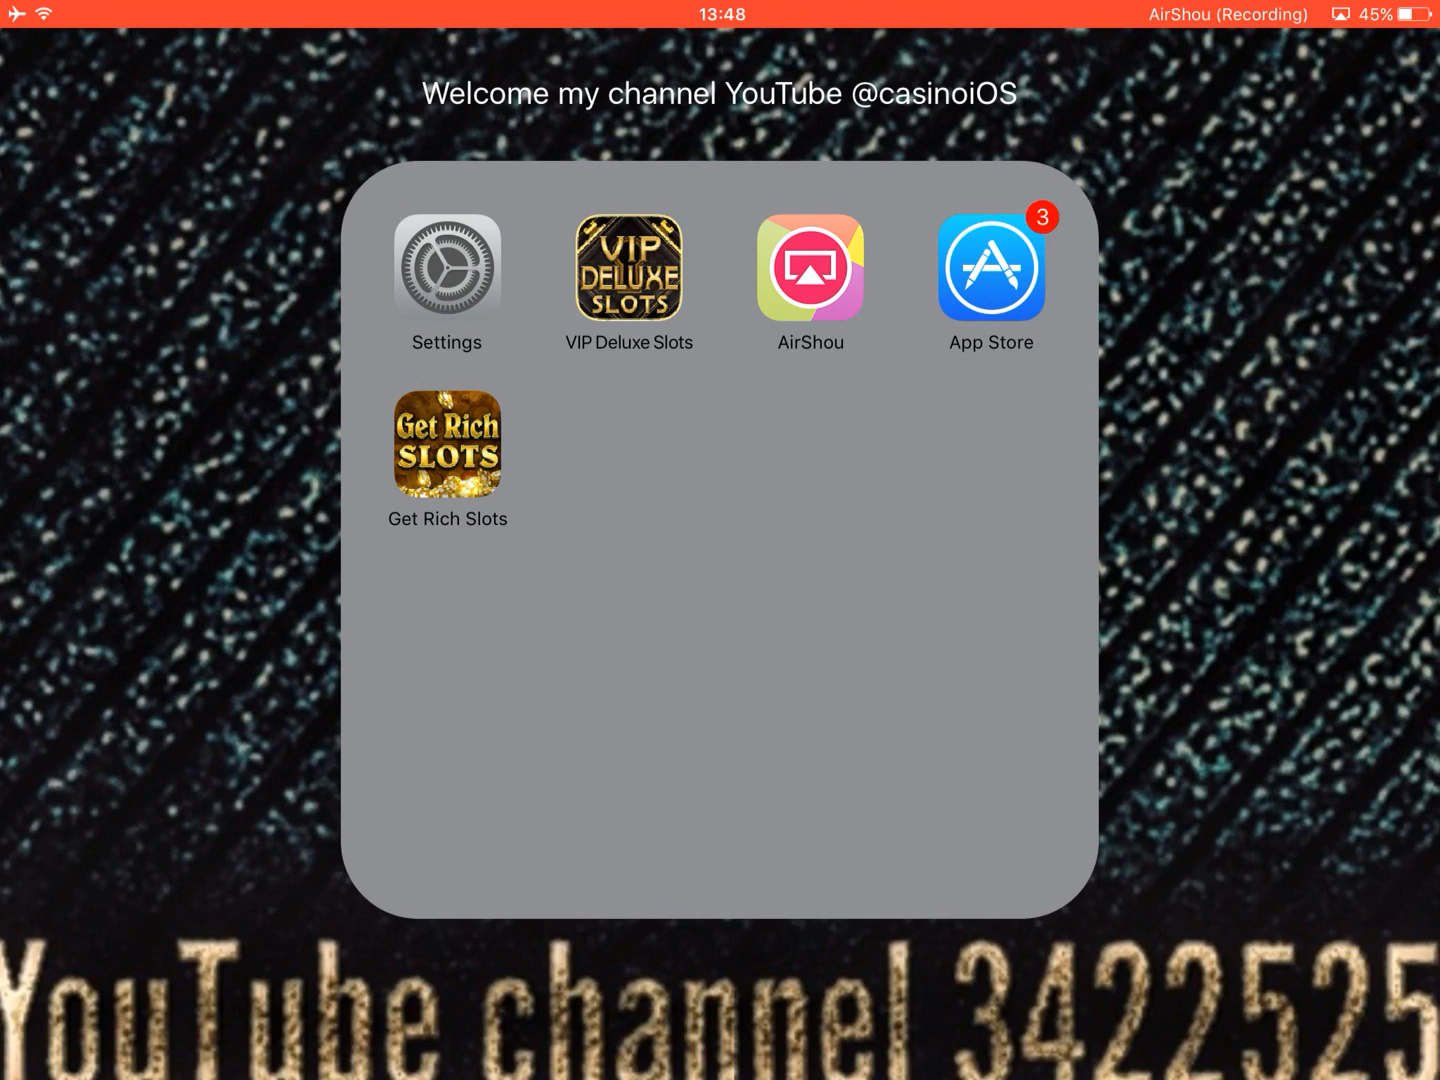 13:48
AirShou (Recording)
45%
Welcome my channel YouTube @casinoiOS
3
VIP
DELUXE
SLOTS
Settings
VIP Deluxe Slots
AirShou
App Store
Get Rich
SLOTS
Get Rich Slots
YouTube channel 3422525